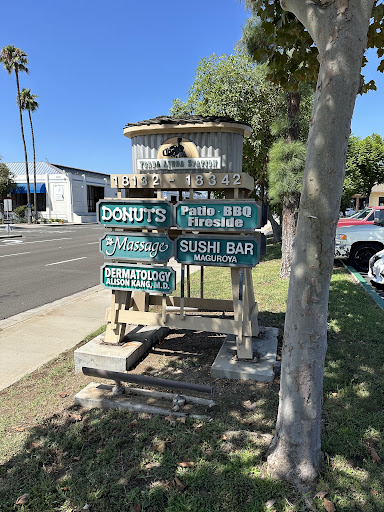 YORBA LINDA STATION
18132 - 18342
DONUTS
Massage
DERMATOLOGY
ALISON KANG, M.D.
Patio - BBQ
Fireside
SUSHI BAR
MAGUROYA